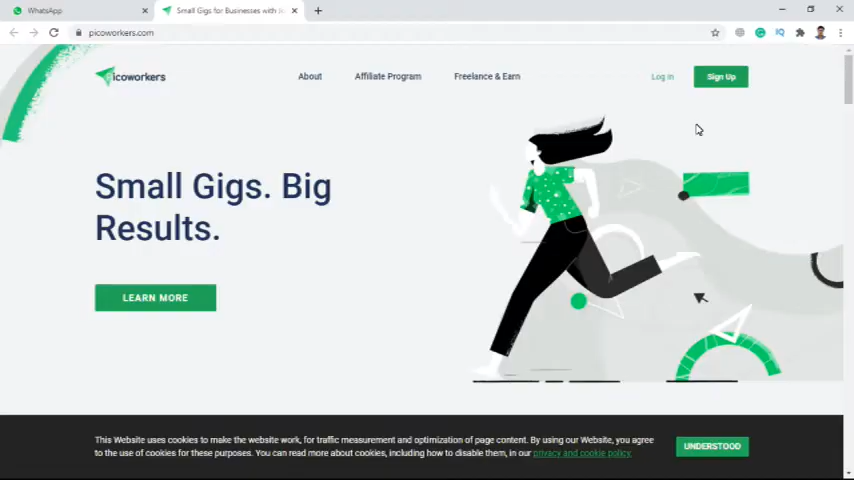 WhatsApp
Small Gigs for Businesses with
picoworkers.com
picoworkers
About
Affiliate Program
Freelance & Earn
Log in
Sign Up
Small Gigs. Big
Results.
LEARN MORE
This Website uses cookies to make the website work, for traffic measurement and optimization of page content. By using our Website, you agree
to the use of cookies for these purposes. You can read more about cookies, including how to disable them, in our privacy and cookie policy.
UNDERSTOOD